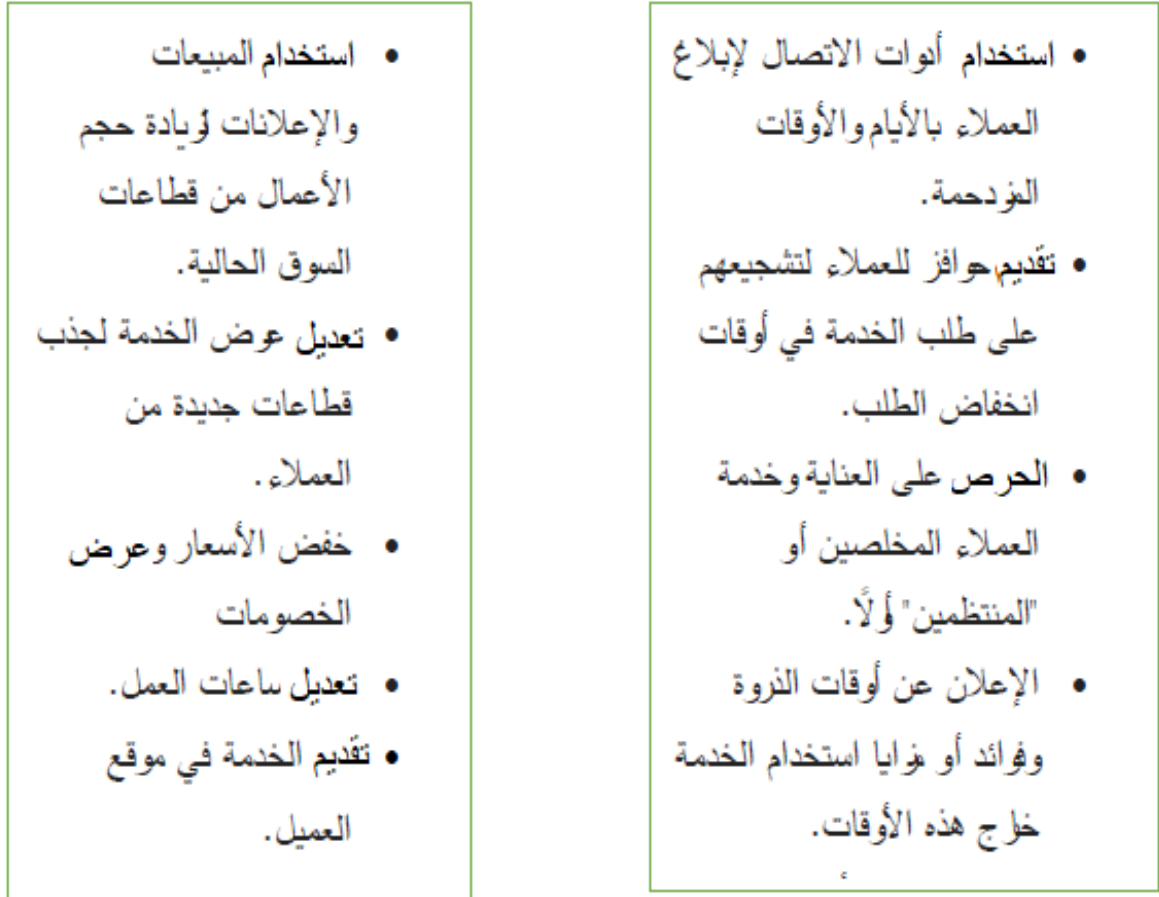 • استخدام أدوات الاتصال لإبلاغ
العملاء بالأيام والأوقات
المزدحمة.
• تقديم حوافز للعملاء لتشجيعهم
على طلب الخدمة في أوقات
انخفاض الطلب.
• الحرص على العناية وخدمة
العملاء المخلصين أو
"المنتظمين" أولًا.
• الإعلان عن أوقات الذروة
وفوائد أو مزايا استخدام الخدمة
خارج هذه الأوقات.
• استخدام المبيعات
والإعلانات لزيادة حجم
الأعمال من قطاعات
السوق الحالية.
• تعديل عرض الخدمة لجذب
قطاعات جديدة من
العملاء.
• خفض الأسعار وعرض
الخصومات
• تعديل ساعات العمل.
• تقديم الخدمة في موقع
العميل.